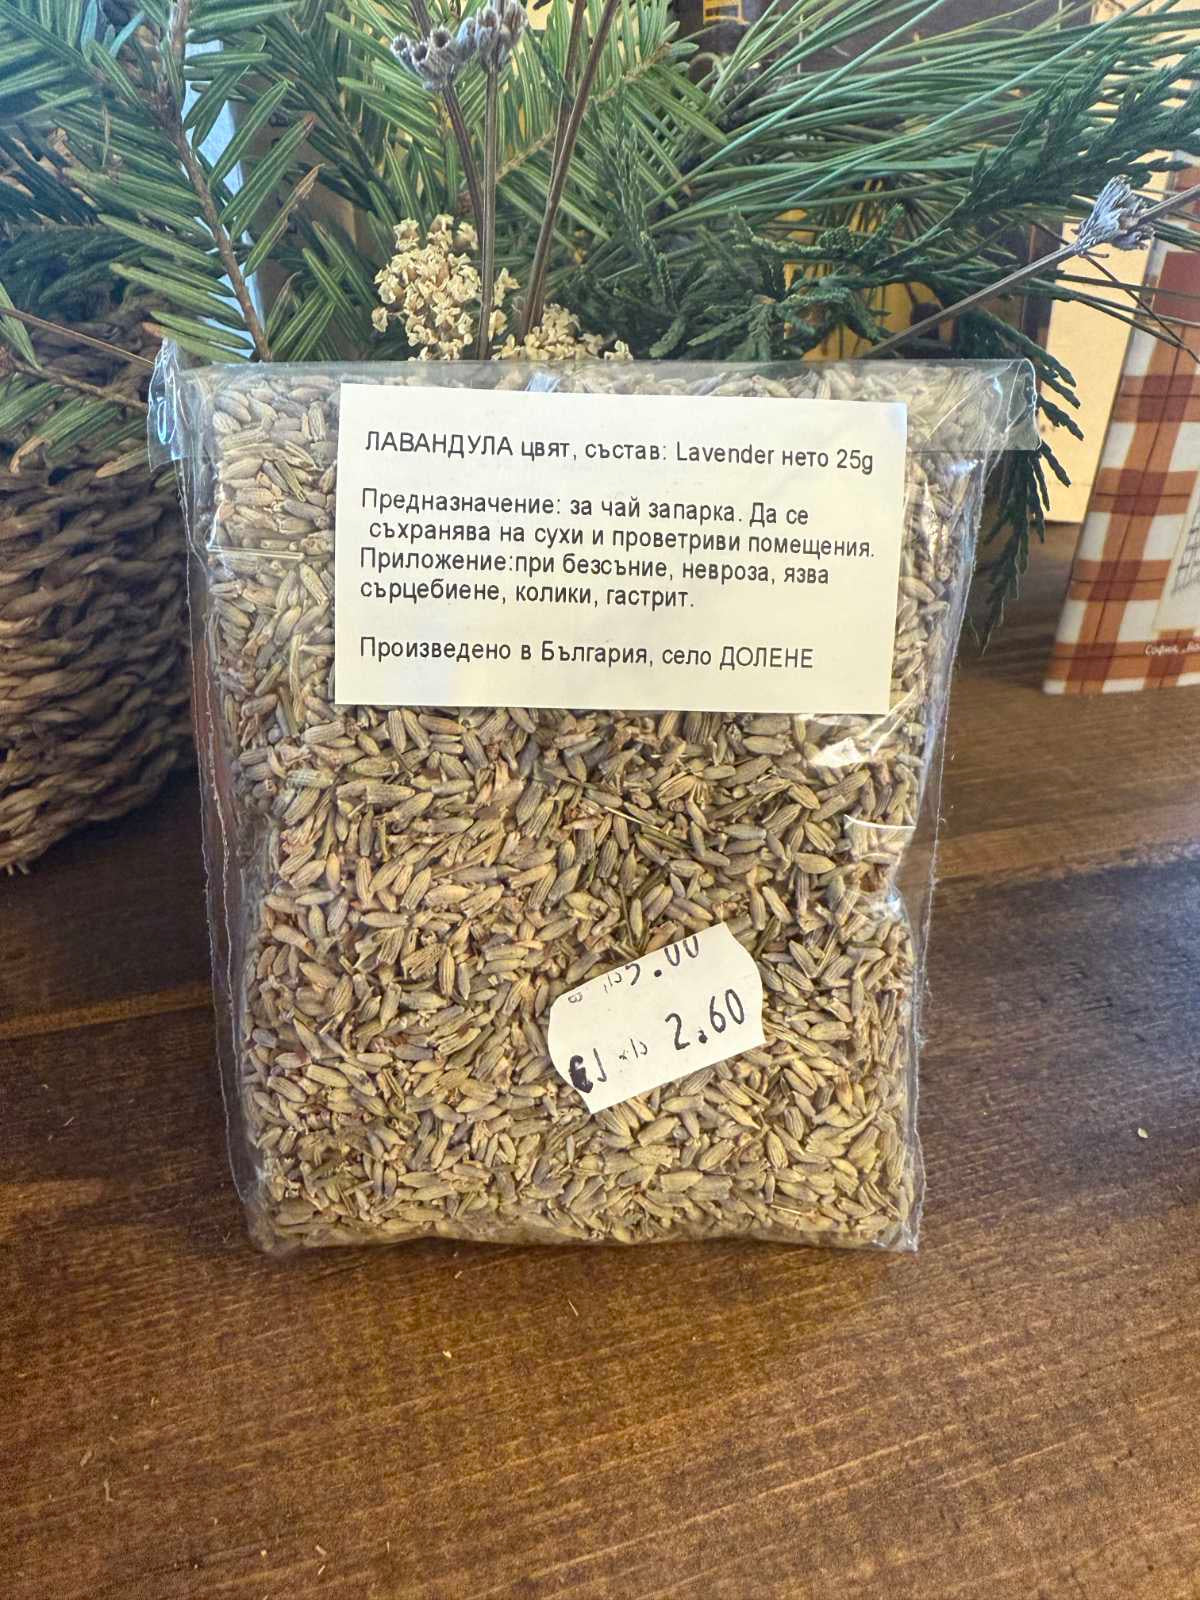 ЛАВАНДУЛА цвят, състав: Lavender нето 25g
Предназначение: за чай запарка. Да се
съхранява на сухи и проветриви помещения.
Приложение:при безсъние, невроза, язва
сърцебиене, колики, гастрит.
Произведено в България, село ДОЛЕНЕ
2.60
София,